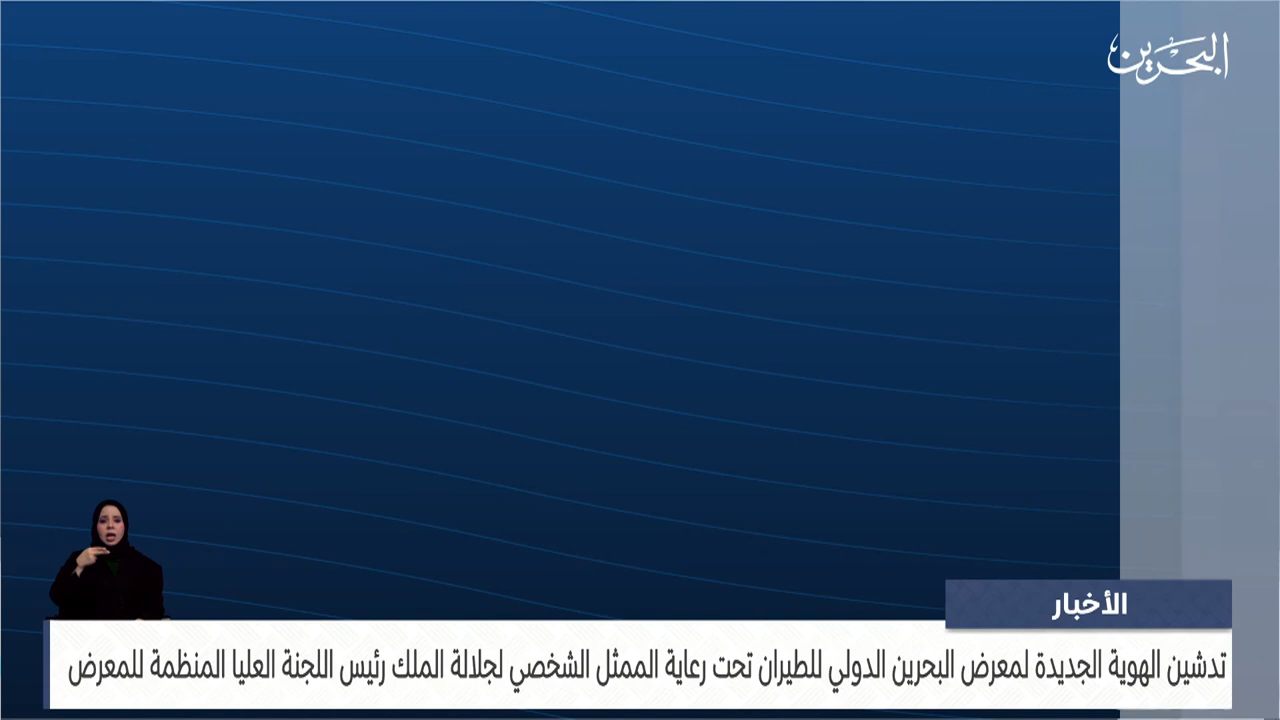 البحرين
الأخبار
تدشين الهوية الجديدة لمعرض البحرين الدولي للطيران تحت رعاية الممثل الشخصي لجلالة الملك رئيس اللجنة العليا المنظمة للمعرض